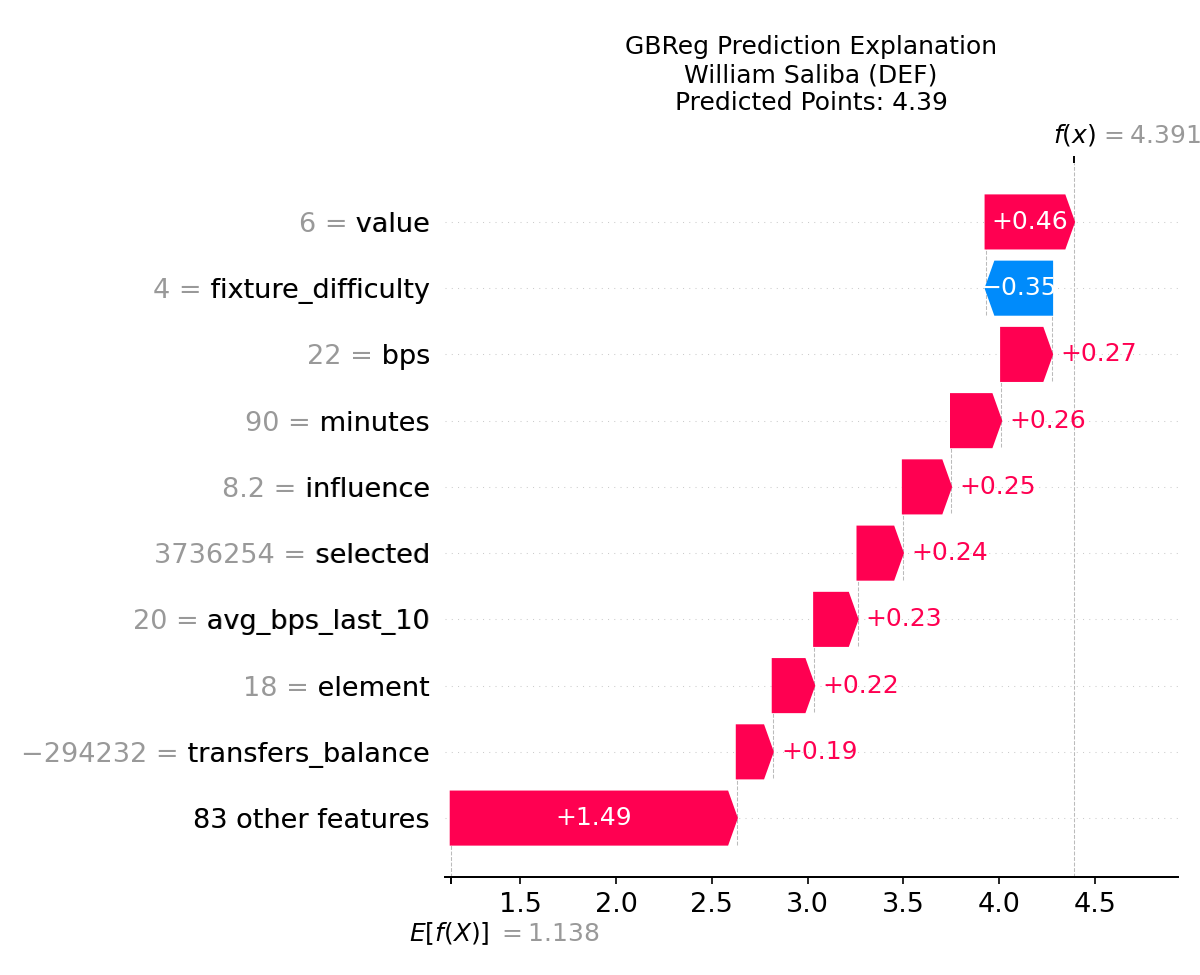 GBReg Prediction Explanation
William Saliba (DEF)
Predicted Points: 4.39
f(x) = 4.391
6 = value
+0.46
4 = fixture_difficulty
−0.35
22 = bps
+0.27
90 = minutes
+0.26
8.2 = influence
+0.25
3736254 = selected
+0.24
20 = avg_bps_last_10
+0.23
18 = element
+0.22
−294232 = transfers_balance
+0.19
83 other features
+1.49
1.5 2.0 2.5 3.0 3.5 4.0 4.5
E[f(X)] = 1.138